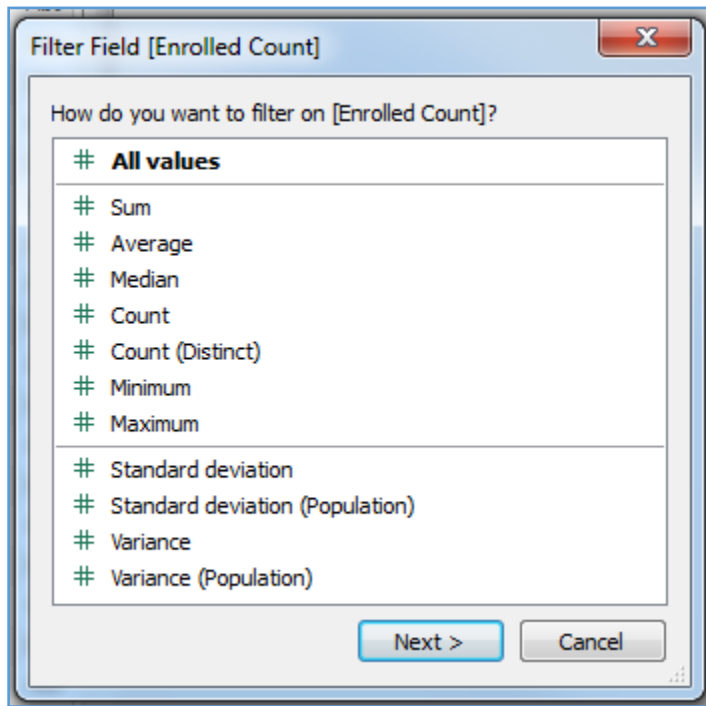 Filter Field [Enrolled Count]
How do you want to filter on [Enrolled Count]?
# All values
# Sum
# Average
# Median
# Count
# Count (Distinct)
# Minimum
# Maximum
# Standard deviation
# Standard deviation (Population)
# Variance
# Variance (Population)
Next > Cancel